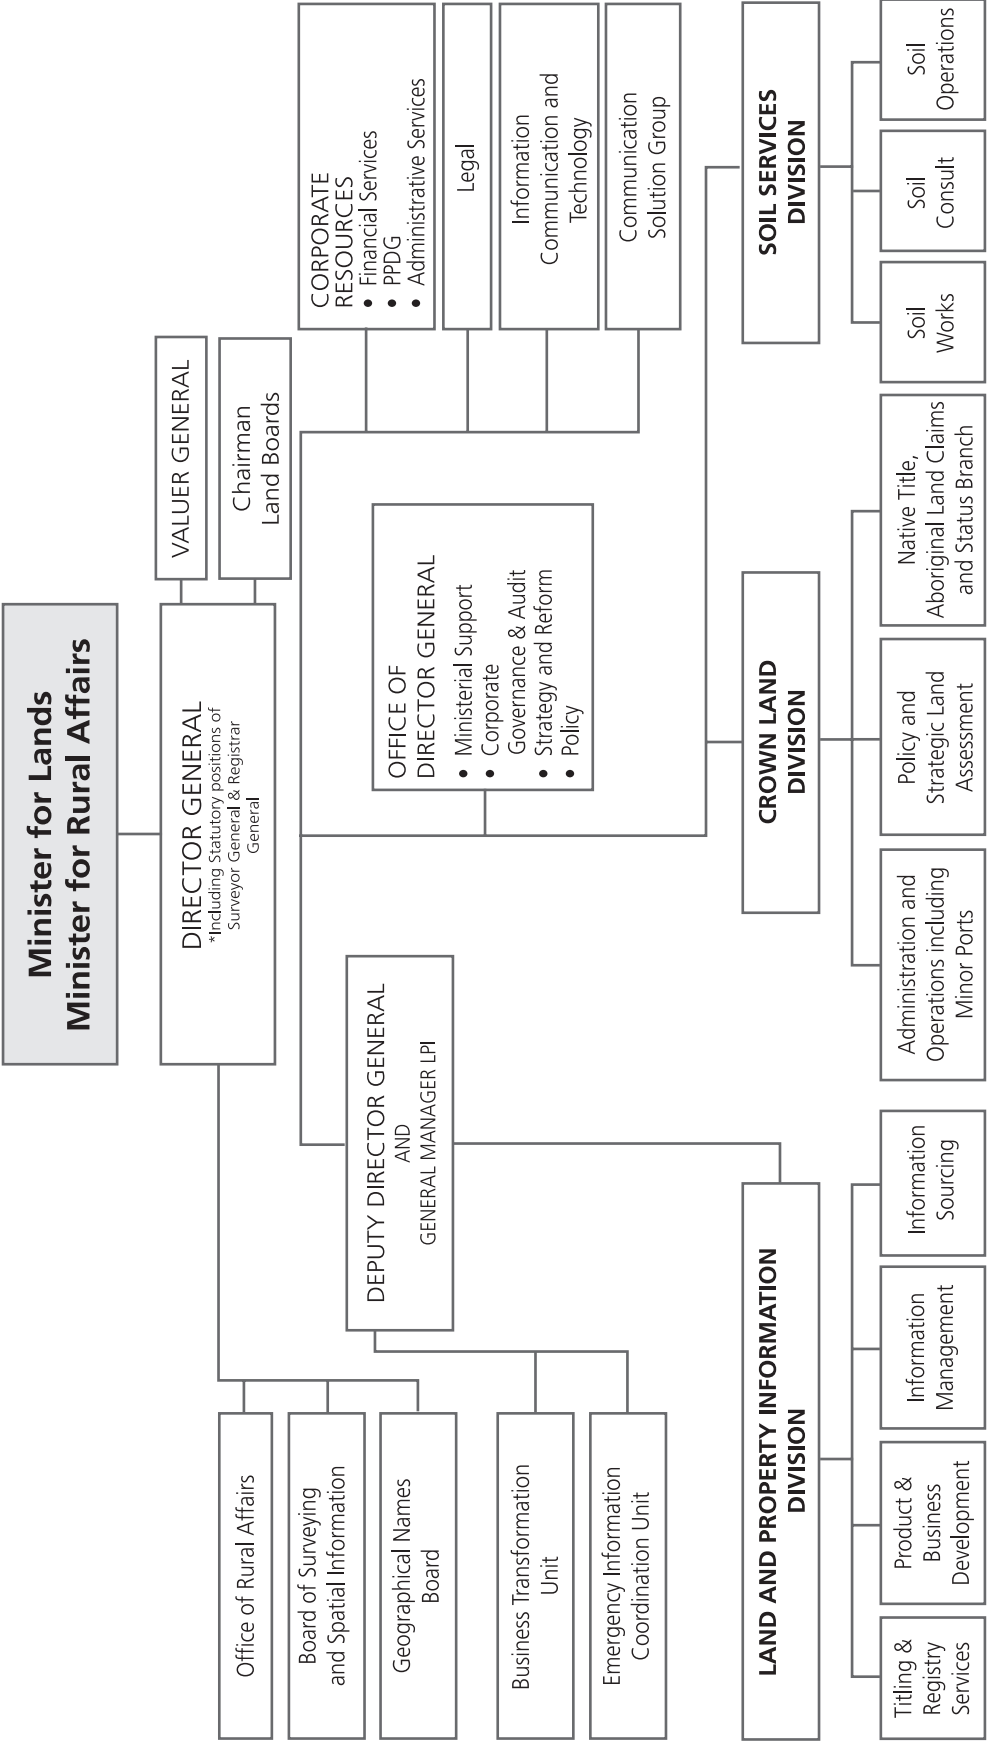 Minister for Lands
Minister for Rural Affairs
DIRECTOR GENERAL
*Including Statutory positions of
Surveyor General & Registrar
General
VALUER GENERAL
Chairman
Land Boards
Office of Rural Affairs
Board of Surveying
and Spatial Information
Geographical Names
Board
DEPUTY DIRECTOR GENERAL
AND
GENERAL MANAGER LPI
Business Transformation
Unit
Emergency Information
Coordination Unit
OFFICE OF
DIRECTOR GENERAL
• Ministerial Support
• Corporate
Governance & Audit
• Strategy and Reform
• Policy
CORPORATE
RESOURCES
• Financial Services
• PPDG
• Administrative Services
Legal
Information
Communication and
Technology
Communication
Solution Group
LAND AND PROPERTY INFORMATION
DIVISION
Titling &
Registry
Services
Product &
Business
Development
Information
Management
Information
Sourcing
CROWN LAND
DIVISION
Administration and
Operations including
Minor Ports
Policy and
Strategic Land
Assessment
Native Title,
Aboriginal Land Claims
and Status Branch
SOIL SERVICES
DIVISION
Soil
Works
Soil
Consult
Soil
Operations